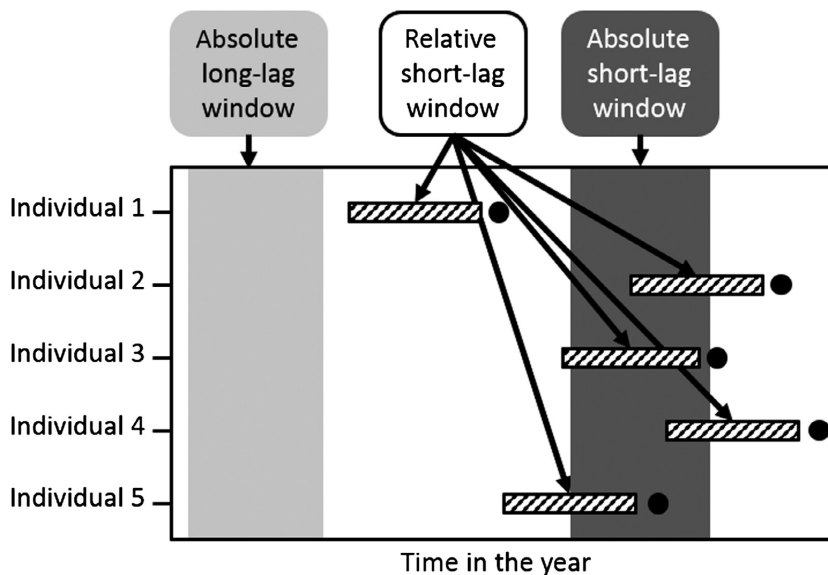 Absolute
long-lag
window
Relative
short-lag
window
Absolute
short-lag
window
Individual 1
Individual 2
Individual 3
Individual 4
Individual 5
Time in the year